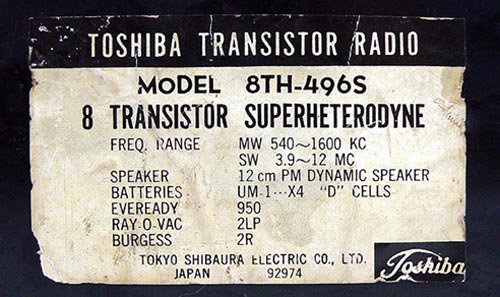 TOSHIBA TRANSISTOR RADIO
MODEL 8TH-496S
8 TRANSISTOR SUPERHETERODYNE
FREQ. RANGE MW 540~1600 KC
SW 3.9~12 MC
SPEAKER 12 cm PM DYNAMIC SPEAKER
BATTERIES UM-1···X4 "D" CELLS
EVEREADY 950
RAY-O-VAC 2LP
BURGESS 2R
TOKYO SHIBAURA ELECTRIC CO., LTD.
JAPAN 92974
Toshiba